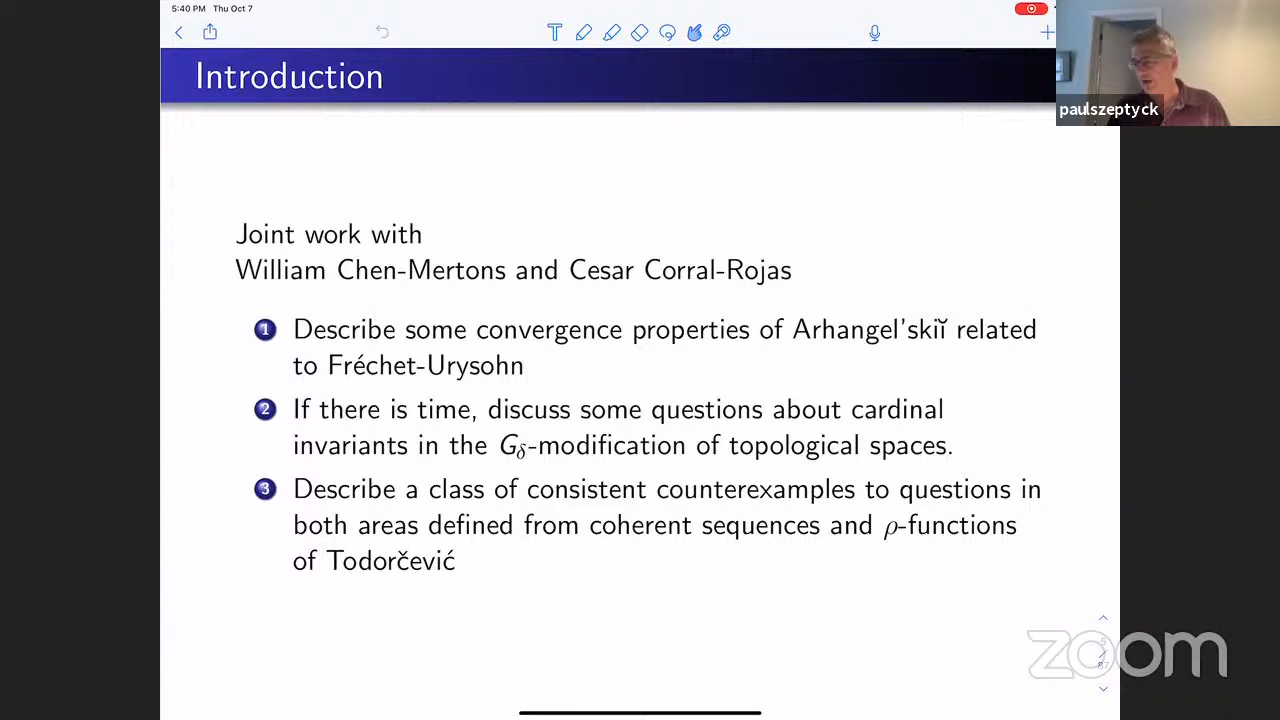 5:40 PM Thu Oct 7
Introduction
paulszeptyck
Joint work with
William Chen-Mertons and Cesar Corral-Rojas
1 Describe some convergence properties of Arhangel'skiĭ related
to Fréchet-Urysohn
2 If there is time, discuss some questions about cardinal
invariants in the Gδ-modification of topological spaces.
3 Describe a class of consistent counterexamples to questions in
both areas defined from coherent sequences and ρ-functions
of Todorčević
5
/
87
zoom